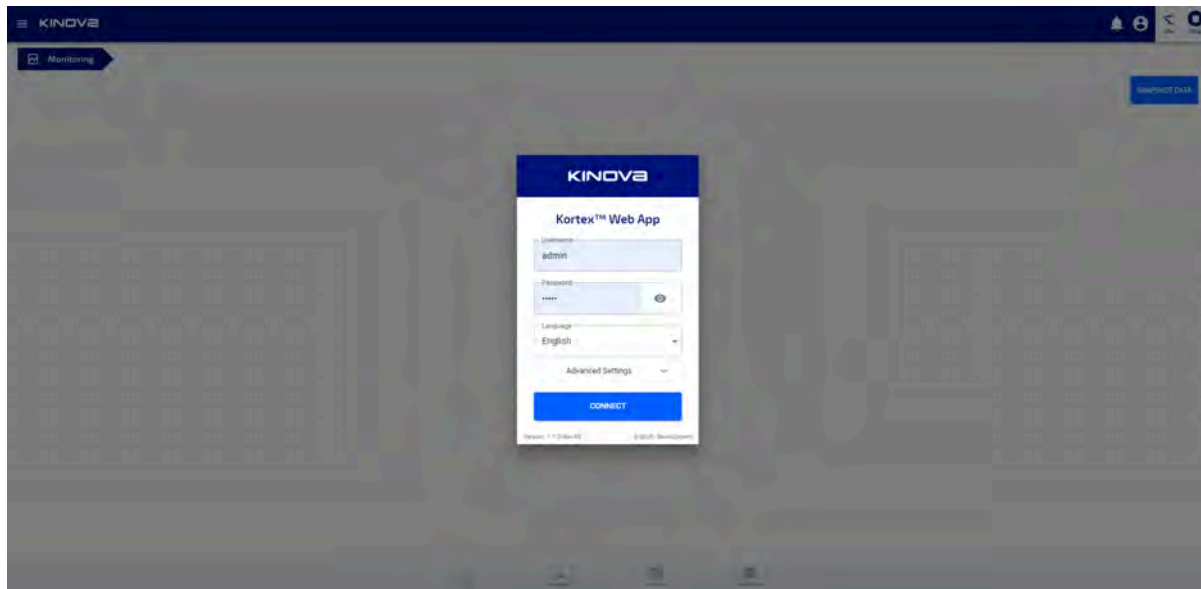 KINOVA
Monitoring
SNAPSHOT DATA
KINOVA
Kortex™ Web App
Username
admin
Password
•••••
Language
English
Advanced Settings
CONNECT